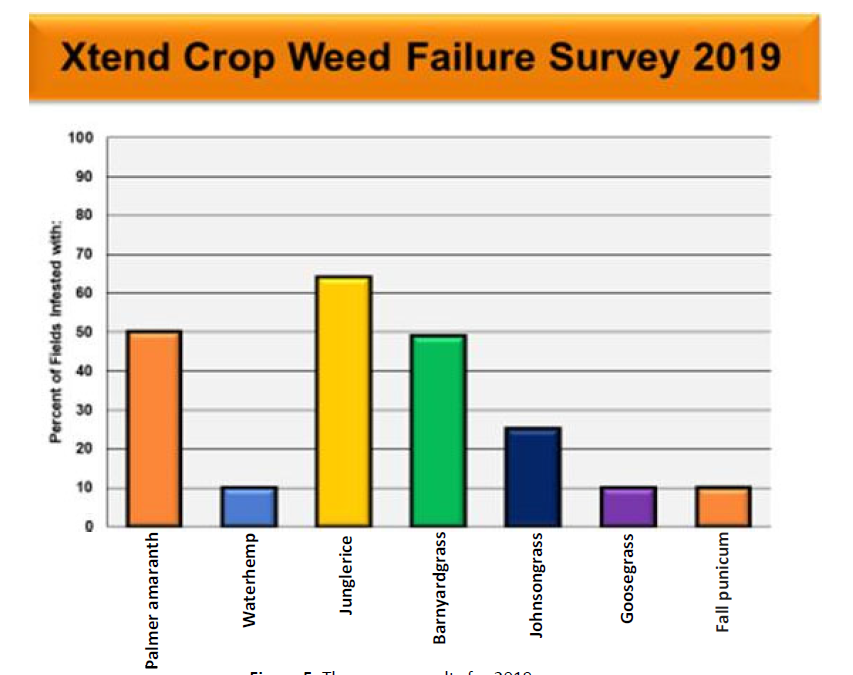 Xtend Crop Weed Failure Survey 2019
Percent of Fields Infested with:
100
90
80
70
60
50
40
30
20
10
0
Palmer amaranth
Waterhemp
Junglerice
Barnyardgrass
Johnsongrass
Goosegrass
Fall punicum